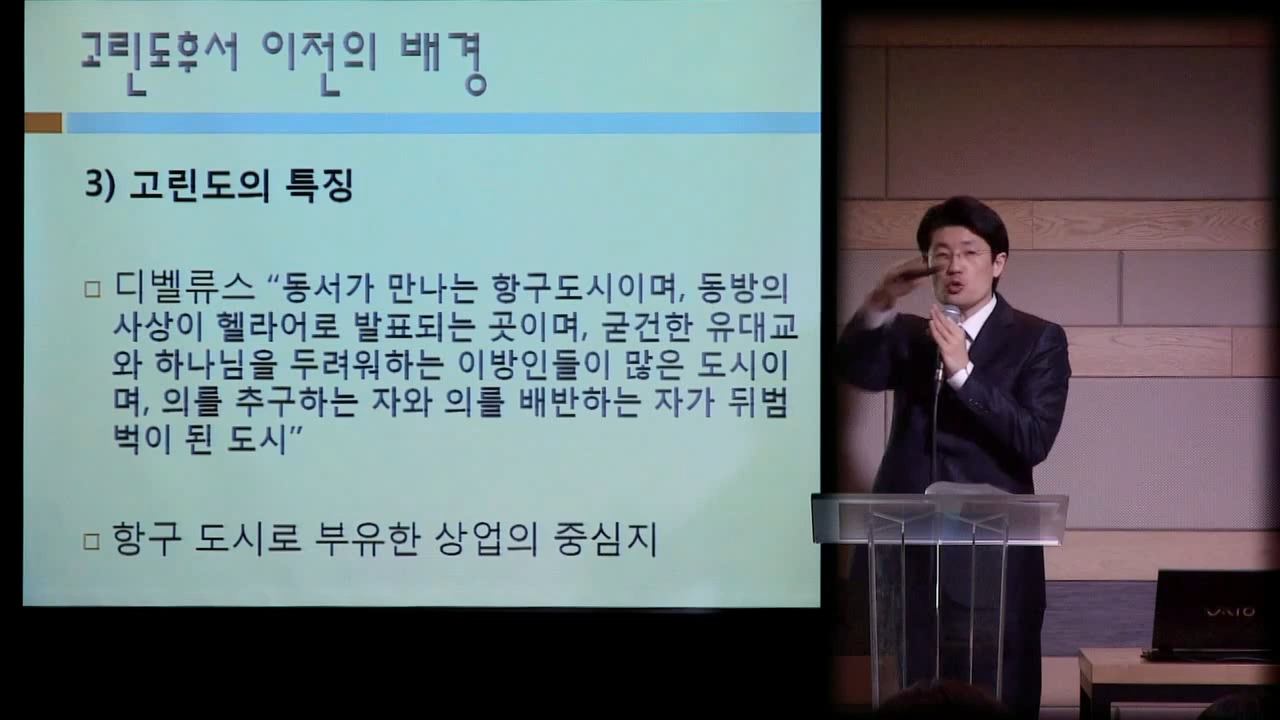 고린도후서 이전의 배경
3) 고린도의 특징
□ 디벨류스 “동서가 만나는 항구도시이며, 동방의
사상이 헬라어로 발표되는 곳이며, 굳건한 유대교
와 하나님을 두려워하는 이방인들이 많은 도시이
며, 의를 추구하는 자와 의를 배반하는 자가 뒤범
벅이 된 도시”
□ 항구 도시로 부유한 상업의 중심지
VAIO